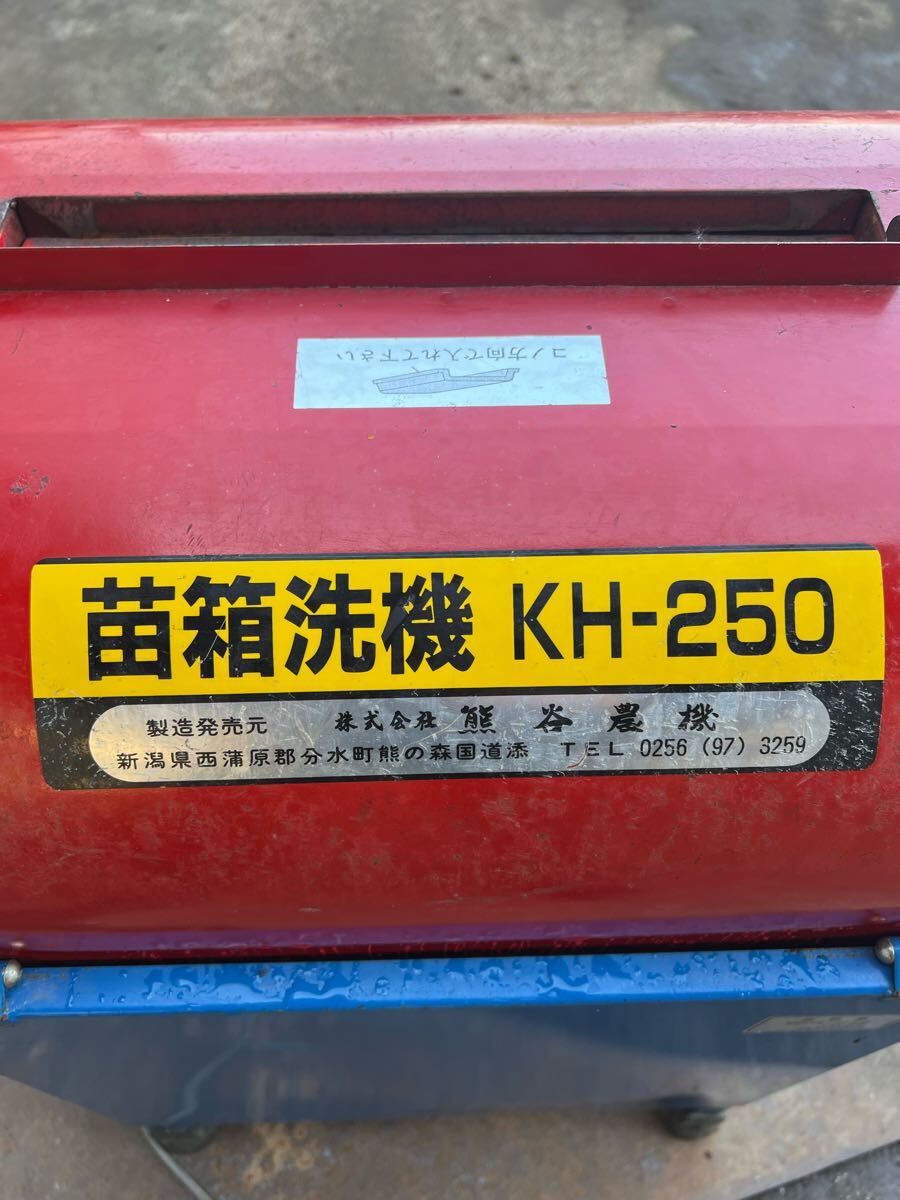 コノ方向で入れて下さい
苗箱洗機 KH-250
製造発売元 株式会社 熊谷農機
新潟県西蒲原郡分水町熊の森国道添 TEL 0256 (97) 3259